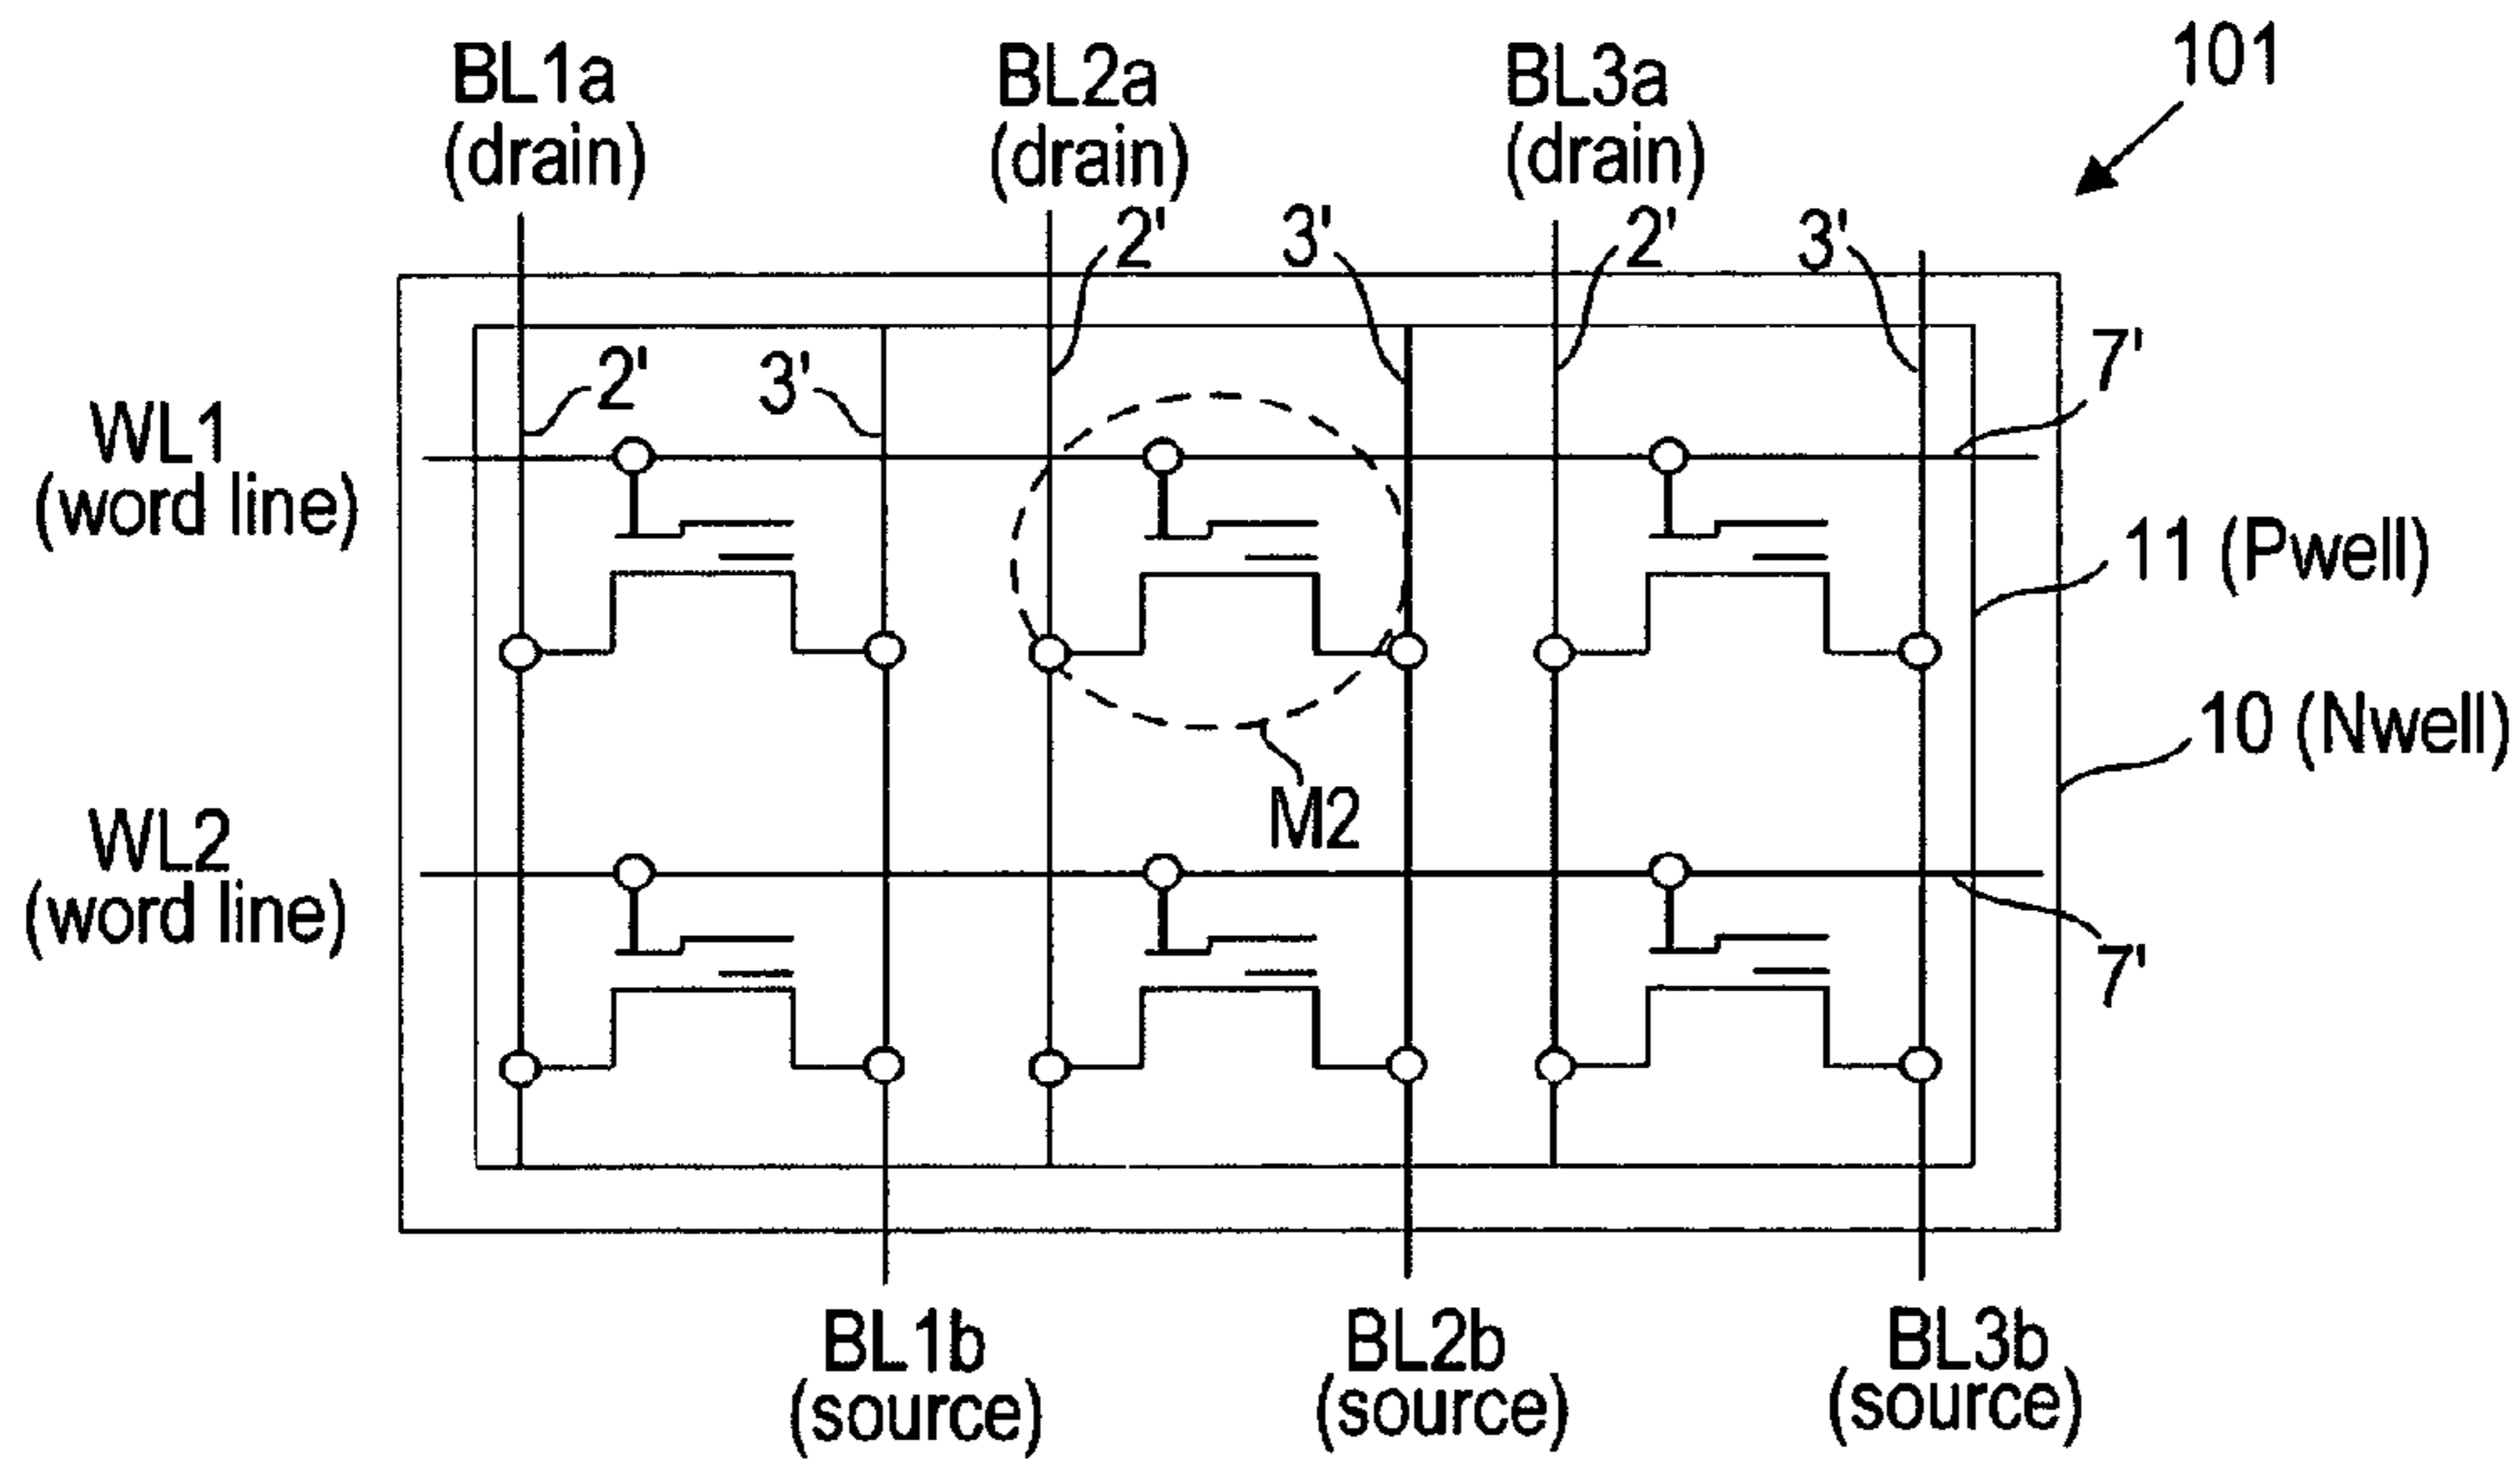 101
BL1a
(drain)
BL2a
(drain)
BL3a
(drain)
2'
3'
2'
3'
2'
3'
7'
WL1
(word line)
11 (Pwell)
10 (Nwell)
M2
WL2
(word line)
7'
BL1b
(source)
BL2b
(source)
BL3b
(source)